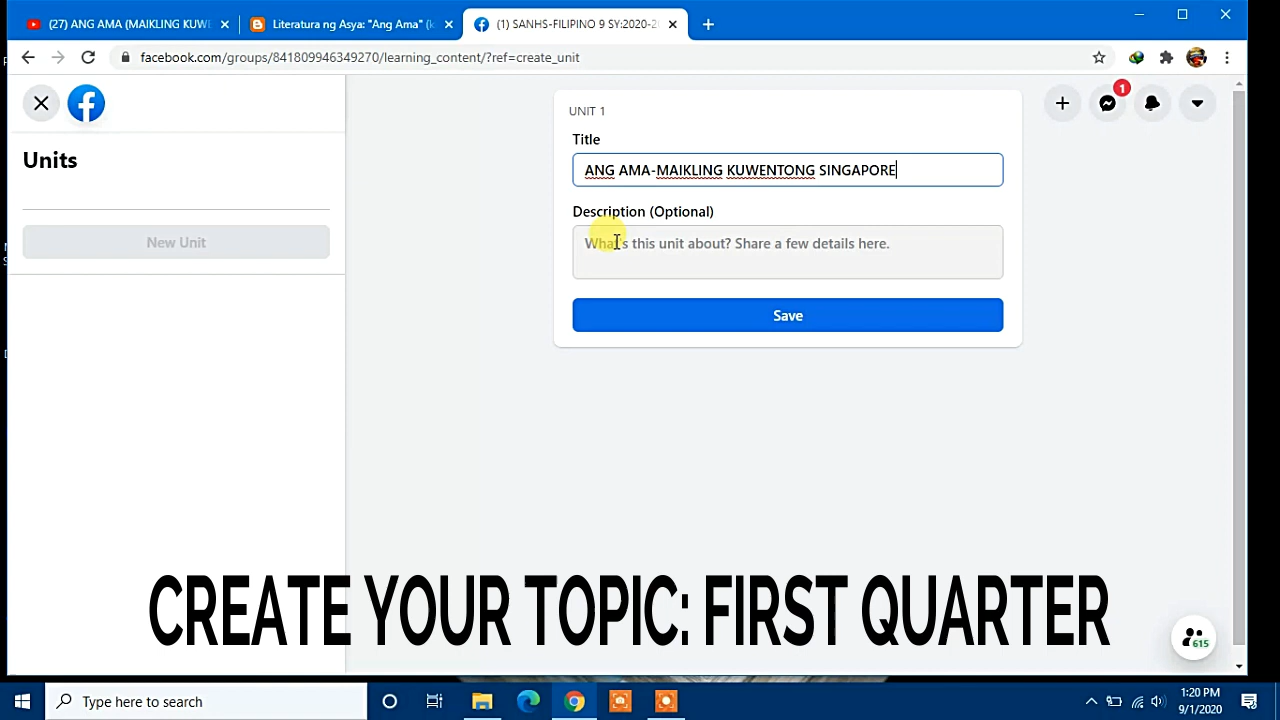 (27) ANG AMA (MAIKLING KUW
Literatura ng Asya: "Ang Ama" (k
(1) SANHS-FILIPINO 9 SY:2020-2
facebook.com/groups/841809946349270/learning_content/?ref=create_unit
1
Units
New Unit
UNIT 1
Title
ANG AMA-MAIKLING KUWENTONG SINGAPORE
Description (Optional)
What's this unit about? Share a few details here.
Save
CREATE YOUR TOPIC: FIRST QUARTER
615
Type here to search
1:20 PM
9/1/2020